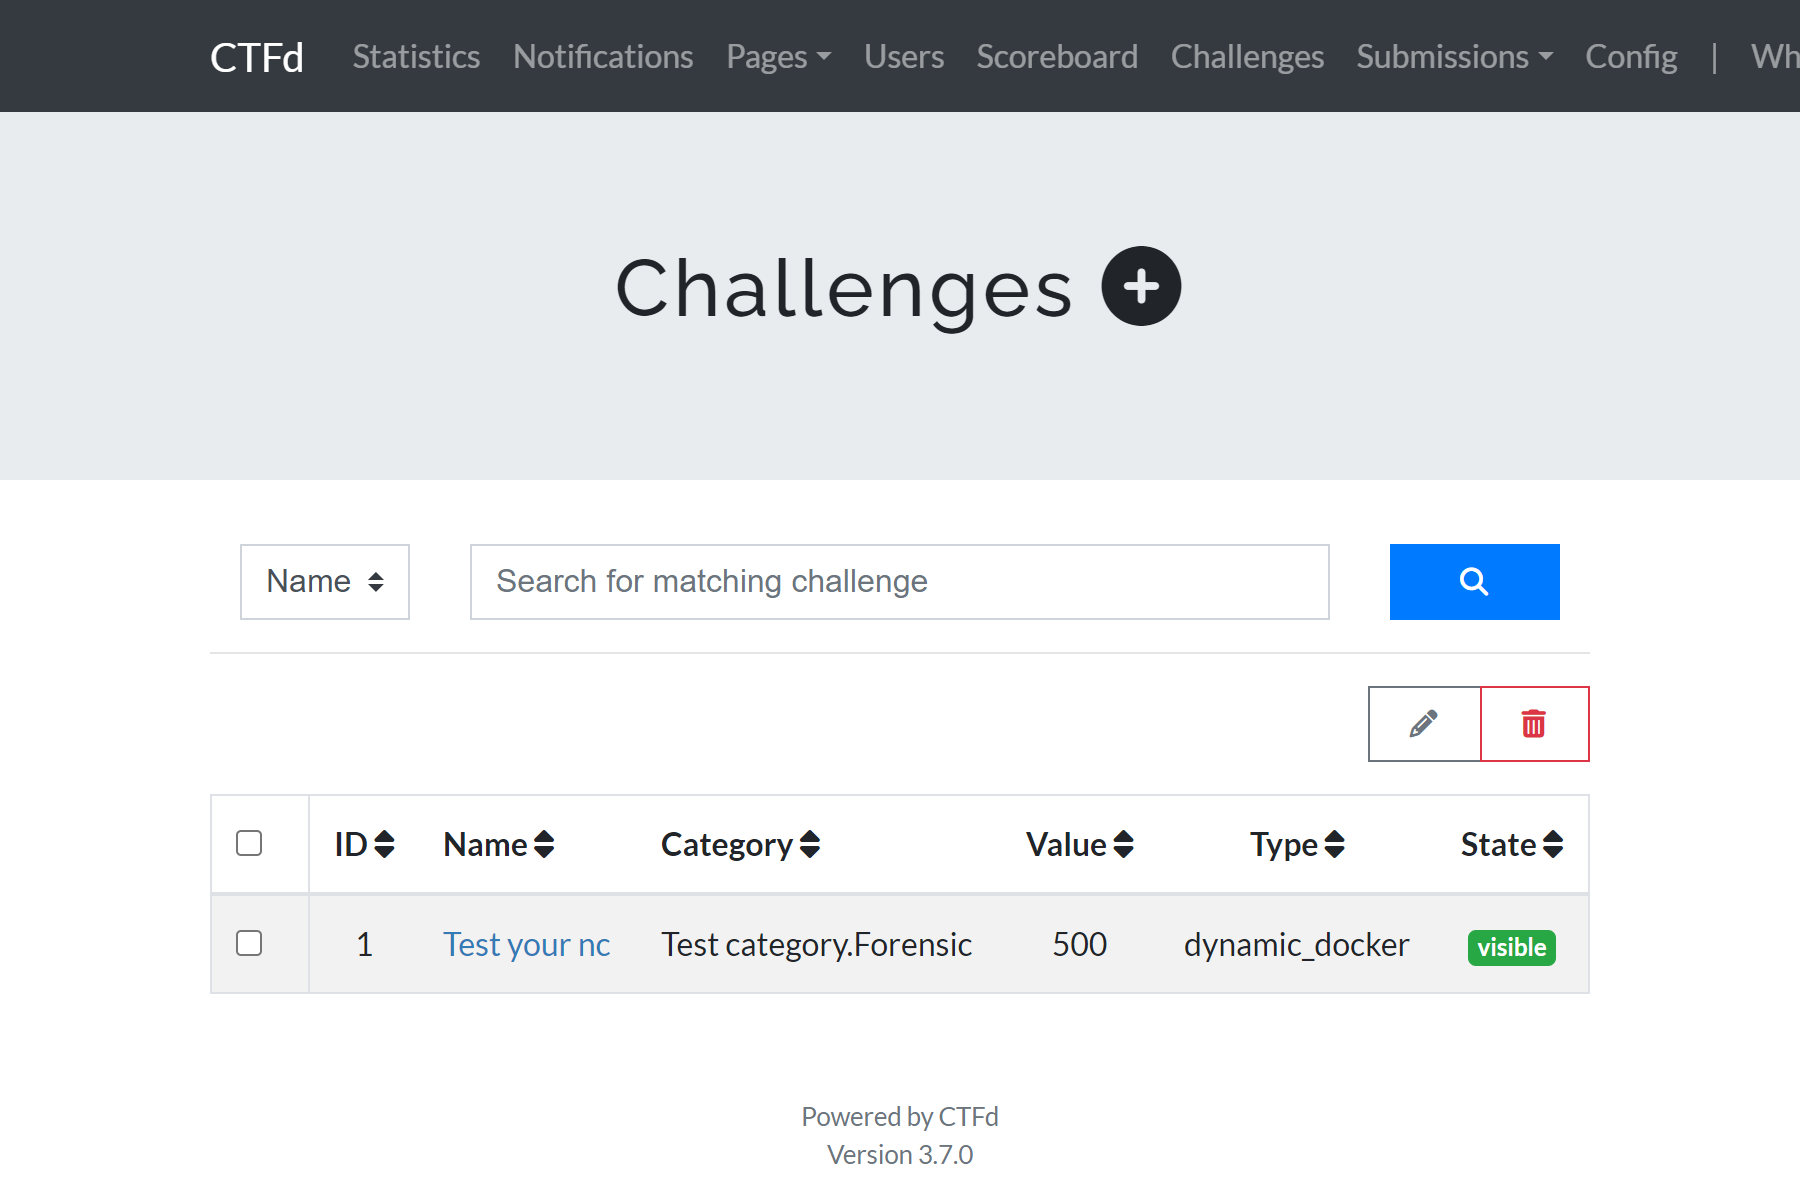 CTFd Statistics Notifications Pages Users Scoreboard Challenges Submissions Config |
Challenges
Name Search for matching challenge
ID Name Category Value Type State
1 Test your nc Test category.Forensic 500 dynamic_docker visible
Powered by CTFd
Version 3.7.0